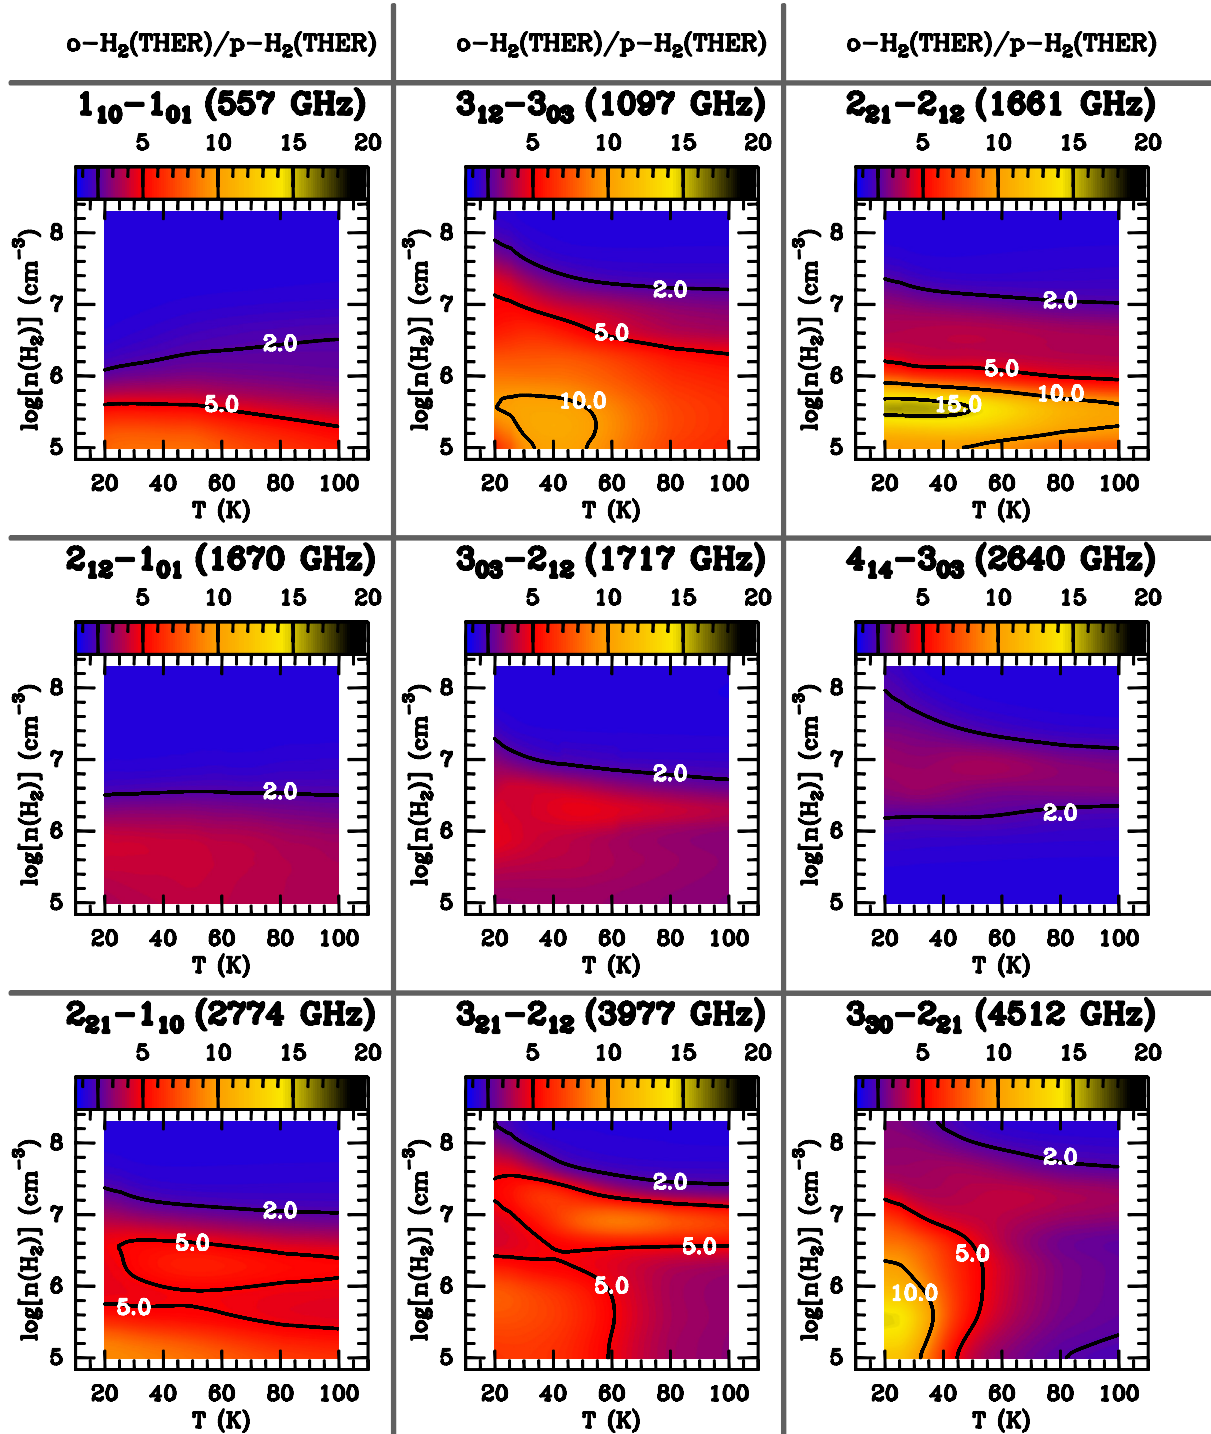 o-H₂(THER)/p-H₂(THER) o-H₂(THER)/p-H₂(THER) o-H₂(THER)/p-H₂(THER)
1₁₀-1₀₁ (557 GHz) 3₁₂-3₀₃ (1097 GHz) 2₂₁-2₁₂ (1661 GHz)
5 10 15 20 5 10 15 20 5 10 15 20
8 8 8
7 2.0 7 2.0 7 2.0
log[n(H₂)] (cm⁻³) log[n(H₂)] (cm⁻³) log[n(H₂)] (cm⁻³)
6 5.0 6 5.0 6 5.0
10.0 10.0
15.0
5 5 5
20 40 60 80 100 20 40 60 80 100 20 40 60 80 100
T (K) T (K) T (K)
2₁₂-1₀₁ (1670 GHz) 3₀₃-2₁₂ (1717 GHz) 4₁₄-3₀₃ (2640 GHz)
5 10 15 20 5 10 15 20 5 10 15 20
8 8 8
log[n(H₂)] (cm⁻³) log[n(H₂)] (cm⁻³) log[n(H₂)] (cm⁻³)
7 2.0 7 2.0 7 2.0
6 6 6
5 5 5
20 40 60 80 100 20 40 60 80 100 20 40 60 80 100
T (K) T (K) T (K)
2₂₁-1₁₀ (2774 GHz) 3₂₁-2₁₂ (3977 GHz) 3₃₀-2₂₁ (4512 GHz)
5 10 15 20 5 10 15 20 5 10 15 20
8 8 8 2.0
log[n(H₂)] (cm⁻³) log[n(H₂)] (cm⁻³) log[n(H₂)] (cm⁻³)
7 2.0 7 2.0 7
5.0 5.0 5.0
6 5.0 6 5.0 6 10.0
5 5 5
20 40 60 80 100 20 40 60 80 100 20 40 60 80 100
T (K) T (K) T (K)